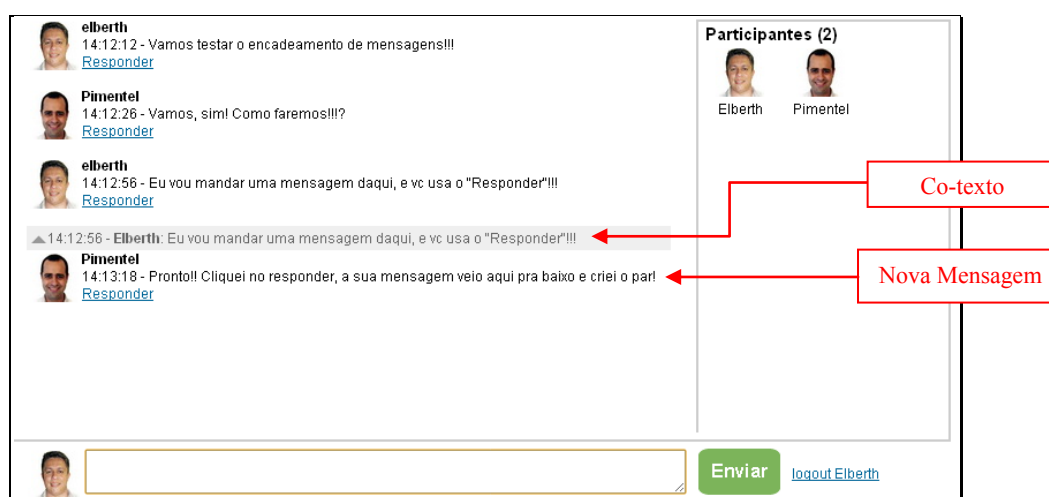 elberth
14:12:12 - Vamos testar o encadeamento de mensagens!!!
Responder
Pimentel
14:12:26 - Vamos, sim! Como faremos!!!?
Responder
elberth
14:12:56 - Eu vou mandar uma mensagem daqui, e vc usa o "Responder"!!!
Responder
14:12:56 - Elberth: Eu vou mandar uma mensagem daqui, e vc usa o "Responder"!!!
Pimentel
14:13:18 - Pronto!! Cliquei no responder, a sua mensagem veio aqui pra baixo e criei o par!
Responder
Participantes (2)
Elberth Pimentel
Co-texto
Nova Mensagem
Enviar
logout Elberth